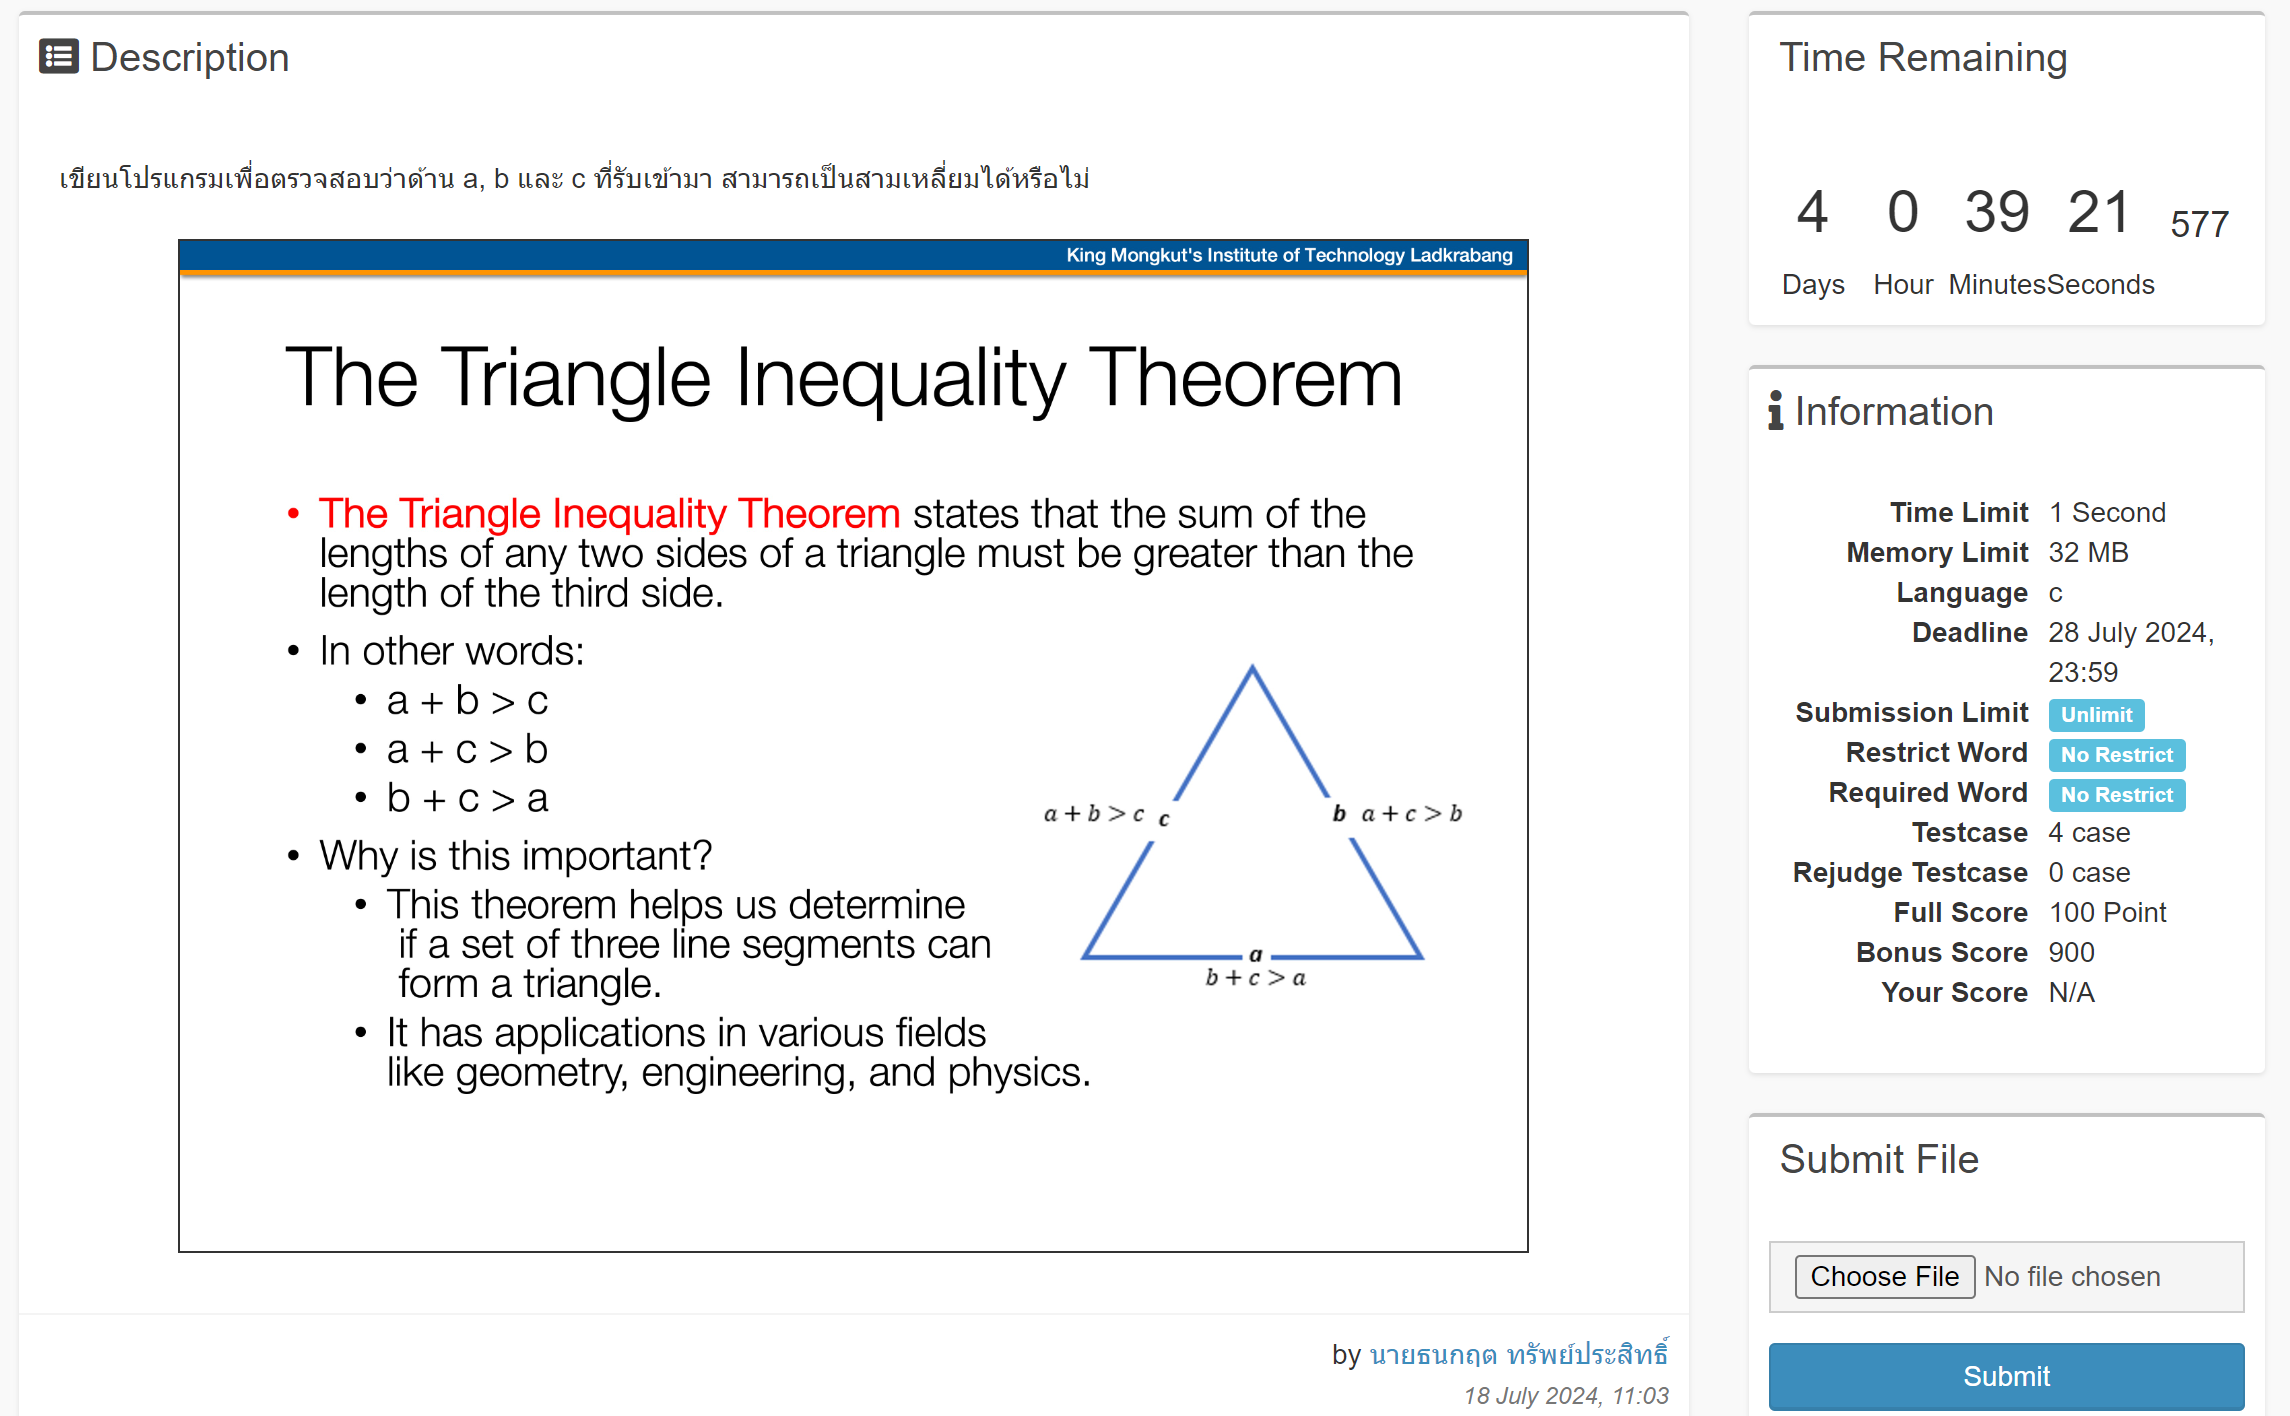 Description
เขียนโปรแกรมเพื่อตรวจสอบว่าด้าน a, b และ c ที่รับเข้ามา สามารถเป็นสามเหลี่ยมได้หรือไม่
King Mongkut's Institute of Technology Ladkrabang
The Triangle Inequality Theorem
• The Triangle Inequality Theorem states that the sum of the
lengths of any two sides of a triangle must be greater than the
length of the third side.
• In other words:
• a + b > c
• a + c > b
• b + c > a
• Why is this important?
• This theorem helps us determine
if a set of three line segments can
form a triangle.
• It has applications in various fields
like geometry, engineering, and physics.
a + b > c c
b a + c > b
a
b + c > a
by นายธนกฤต ทรัพย์ประสิทธิ์
18 July 2024, 11:03
Time Remaining
4 0 39 21 577
Days Hour Minutes Seconds
Information
Time Limit 1 Second
Memory Limit 32 MB
Language c
Deadline 28 July 2024,
23:59
Submission Limit Unlimit
Restrict Word No Restrict
Required Word No Restrict
Testcase 4 case
Rejudge Testcase 0 case
Full Score 100 Point
Bonus Score 900
Your Score N/A
Submit File
Choose File No file chosen
Submit